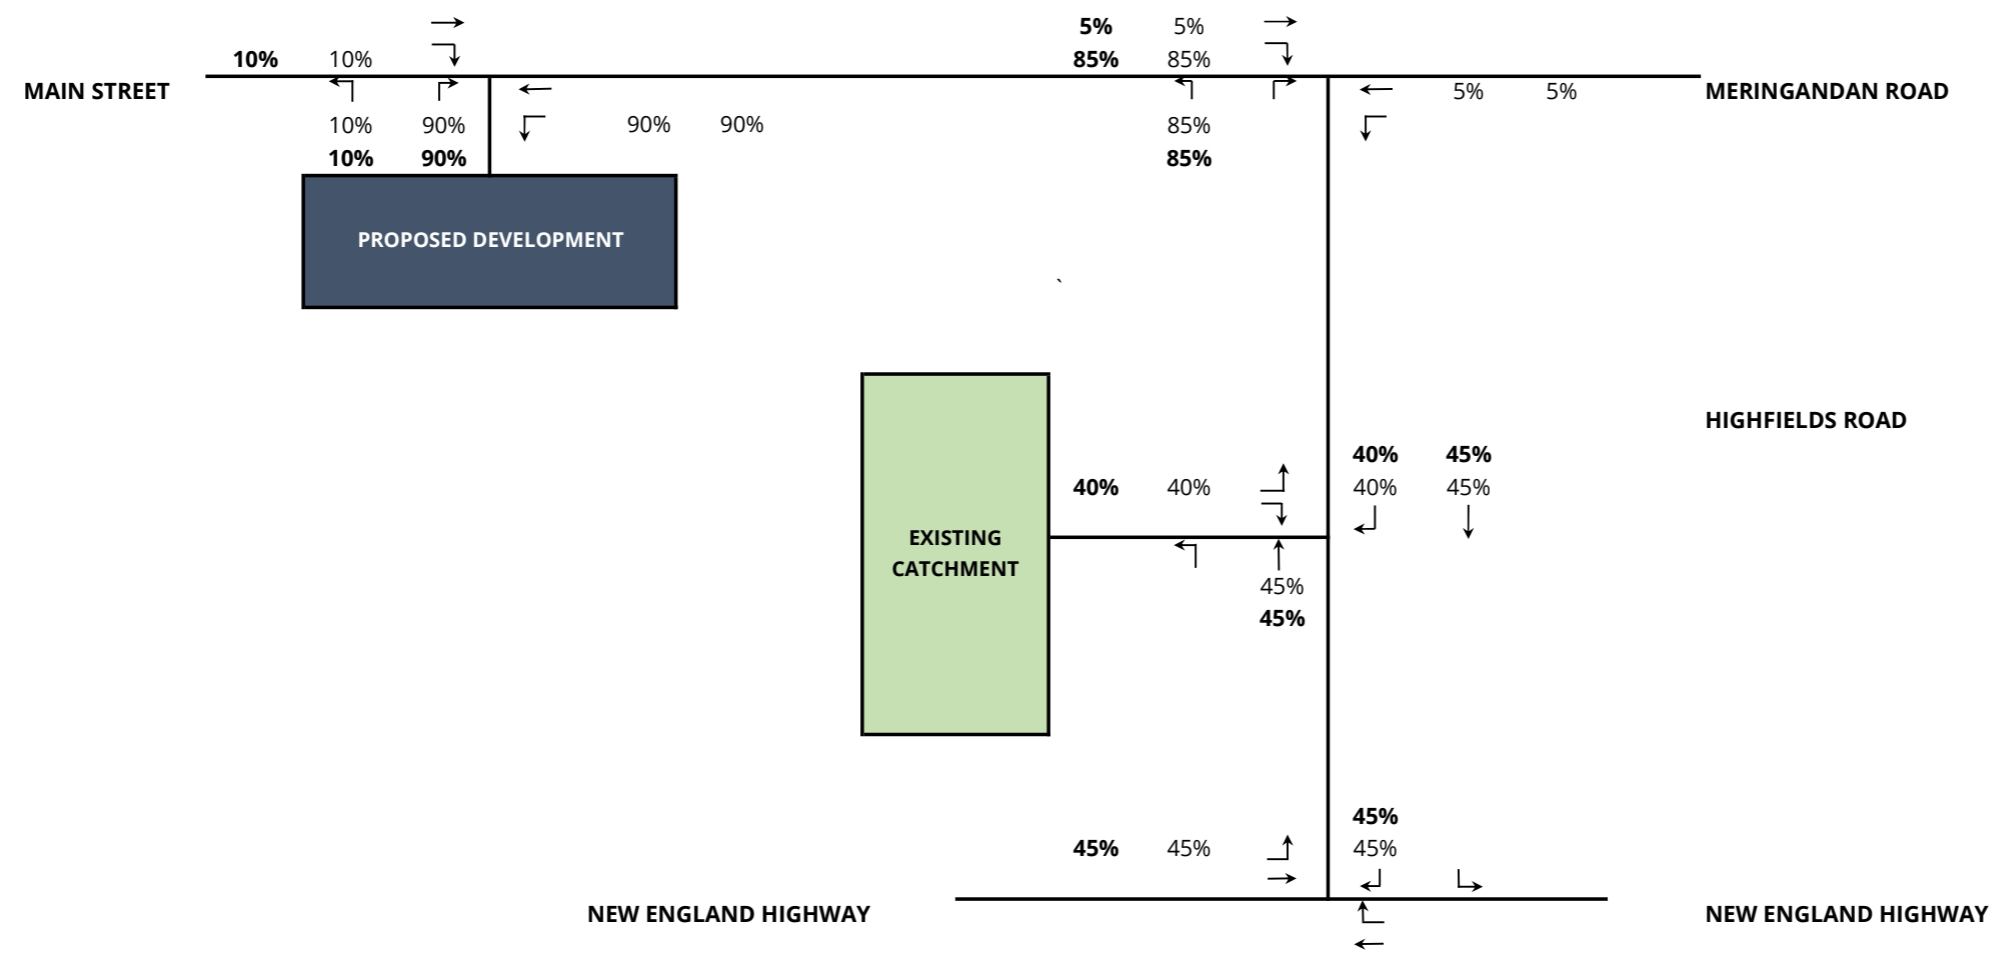 5% 5%
10% 10% 85% 85%
MAIN STREET 5% 5% MERINGANDAN ROAD
10% 90% 90% 90% 85%
10% 90% 85%
PROPOSED DEVELOPMENT
`
HIGHFIELDS ROAD
40% 45%
40% 40% 40% 45%
EXISTING
CATCHMENT
45%
45%
45%
45% 45% 45%
NEW ENGLAND HIGHWAY NEW ENGLAND HIGHWAY